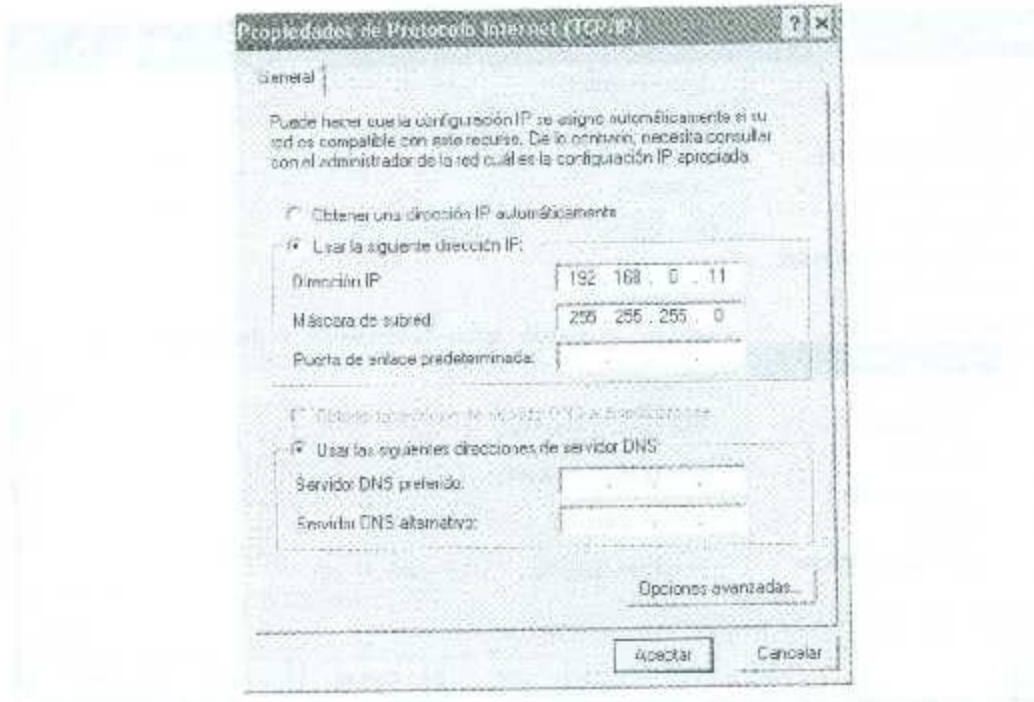 Propiedades de Protocolo Internet (TCP/IP)
General
Puede hacer que la configuración IP se asigne automáticamente si su
red es compatible con este recurso. De lo contrario, necesita consultar
con el administrador de la red cuál es la configuración IP apropiada.
Obtener una dirección IP automáticamente
Usar la siguiente dirección IP:
Dirección IP:
192 . 168 . 0 . 11
Máscara de subred:
255 . 255 . 255 . 0
Puerta de enlace predeterminada:
Usar las siguientes direcciones de servidor DNS:
Servidor DNS preferido:
Servidor DNS alternativo:
Opciones avanzadas...
Aceptar
Cancelar